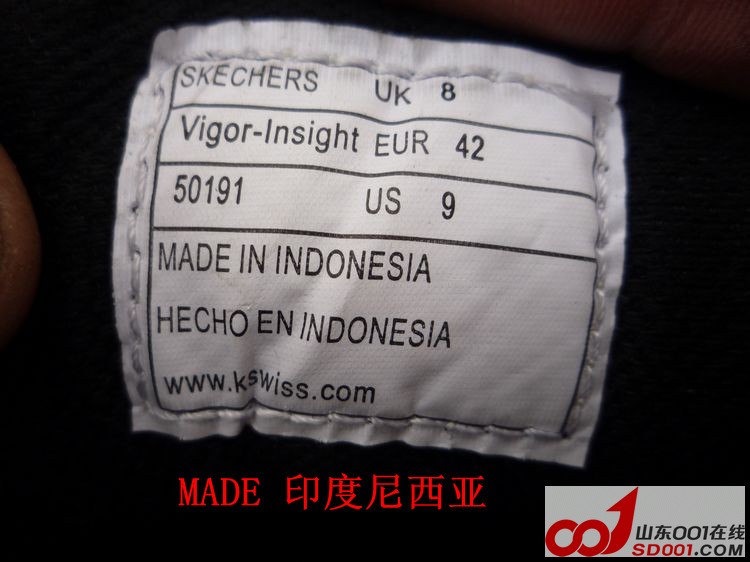 SKECHERS UK 8
Vigor-Insight EUR 42
50191 US 9
MADE IN INDONESIA
HECHO EN INDONESIA
www.kswiss.com
MADE 印度尼西亚
001 山东001在线
SD001.COM